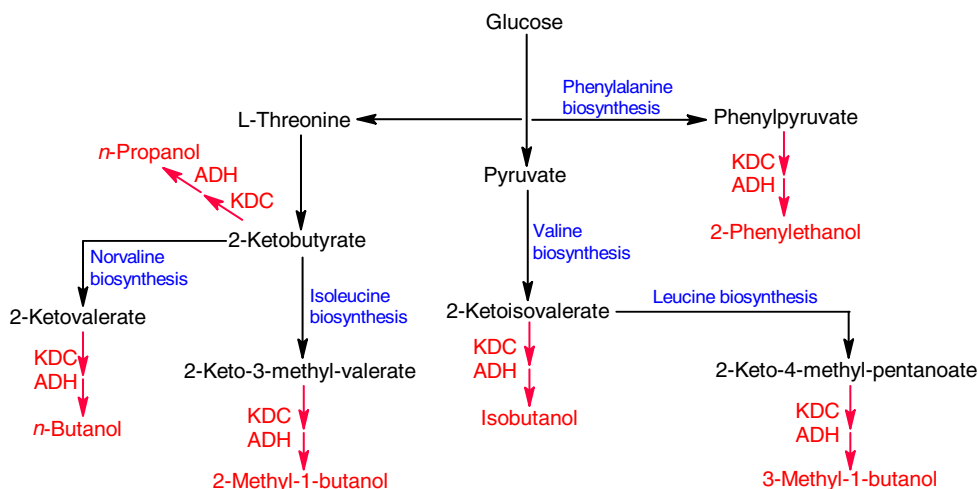 Glucose
Phenylalanine
biosynthesis
L-Threonine
Phenylpyruvate
n-Propanol
ADH
KDC
Pyruvate
KDC
ADH
2-Ketobutyrate
2-Phenylethanol
Norvaline
biosynthesis
Valine
biosynthesis
Isoleucine
biosynthesis
Leucine biosynthesis
2-Ketovalerate
2-Ketoisovalerate
KDC
ADH
KDC
ADH
2-Keto-3-methyl-valerate
2-Keto-4-methyl-pentanoate
n-Butanol
KDC
ADH
Isobutanol
KDC
ADH
2-Methyl-1-butanol
3-Methyl-1-butanol